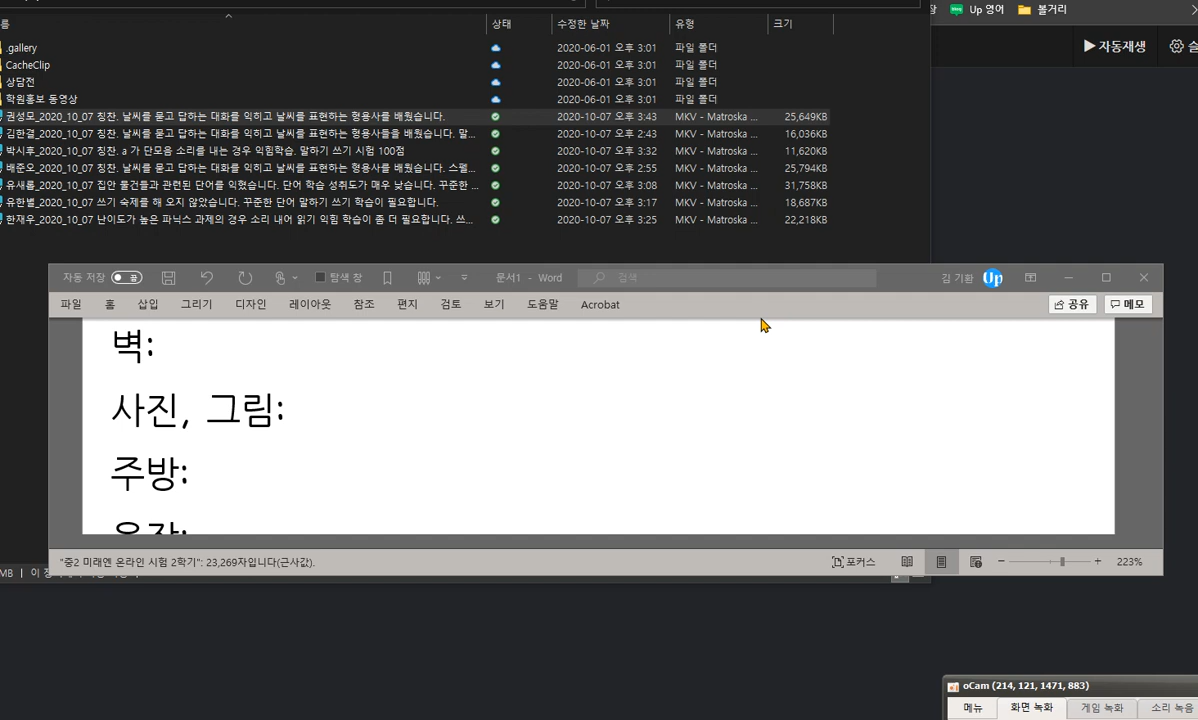 장 Up 영어 볼거리
름 상태 수정한 날짜 유형 크기
▶자동재생
.gallery 2020-06-01 오후 3:01 파일 폴더
CacheClip 2020-06-01 오후 3:01 파일 폴더
상담전 2020-06-01 오후 3:01 파일 폴더
학원홍보 동영상 2020-06-01 오후 3:01 파일 폴더
권성모_2020_10_07 칭찬. 날씨를 묻고 답하는 대화를 익히고 날씨를 표현하는 형용사를 배웠습니다. 2020-10-07 오후 3:43 MKV - Matroska ... 25,649KB
김한결_2020_10_07 칭찬. 날씨를 묻고 답하는 대화를 익히고 날씨를 표현하는 형용사들을 배웠습니다. 말... 2020-10-07 오후 2:43 MKV - Matroska ... 16,036KB
박시후_2020_10_07 칭찬. a 가 단모음 소리를 내는 경우 익힘학습. 말하기 쓰기 시험 100점 2020-10-07 오후 3:32 MKV - Matroska ... 11,620KB
배준오_2020_10_07 칭찬. 날씨를 묻고 답하는 대화를 익히고 날씨를 표현하는 형용사를 배웠습니다. 스펠... 2020-10-07 오후 2:55 MKV - Matroska ... 25,794KB
유새롬_2020_10_07 집안 물건들과 관련된 단어를 익혔습니다. 단어 학습 성취도가 매우 낮습니다. 꾸준한 ... 2020-10-07 오후 3:08 MKV - Matroska ... 31,758KB
유한별_2020_10_07 쓰기 숙제를 해 오지 않았습니다. 꾸준한 단어 말하기 쓰기 학습이 필요합니다. 2020-10-07 오후 3:17 MKV - Matroska ... 18,687KB
한재우_2020_10_07 난이도가 높은 파닉스 과제의 경우 소리 내어 읽기 익힘 학습이 좀 더 필요합니다. 쓰... 2020-10-07 오후 3:25 MKV - Matroska ... 22,218KB
자동 저장 끔 탐색 창 문서1 - Word 검색 김 기환 Up
파일 홈 삽입 그리기 디자인 레이아웃 참조 편지 검토 보기 도움말 Acrobat 공유 메모
벽:
사진, 그림:
주방:
"중2 미래엔 온라인 시험 2학기": 23,269자입니다(근사값). 포커스 223%
MB
oCam (214, 121, 1471, 883)
메뉴 화면 녹화 게임 녹화 소리 녹음